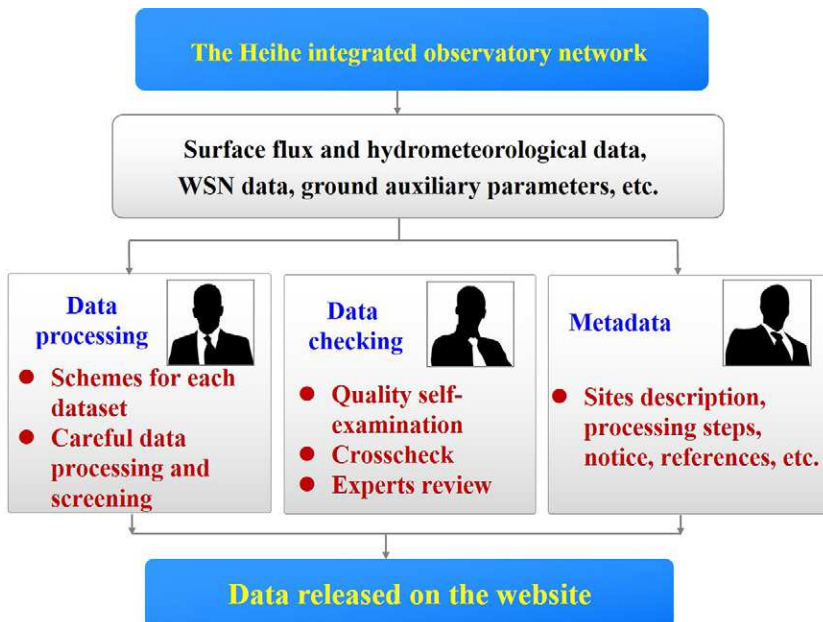 The Heihe integrated observatory network
Surface flux and hydrometeorological data,
WSN data, ground auxiliary parameters, etc.
Data
processing
● Schemes for each
dataset
● Careful data
processing and
screening
Data
checking
● Quality self-
examination
● Crosscheck
● Experts review
Metadata
● Sites description,
processing steps,
notice, references, etc.
Data released on the website